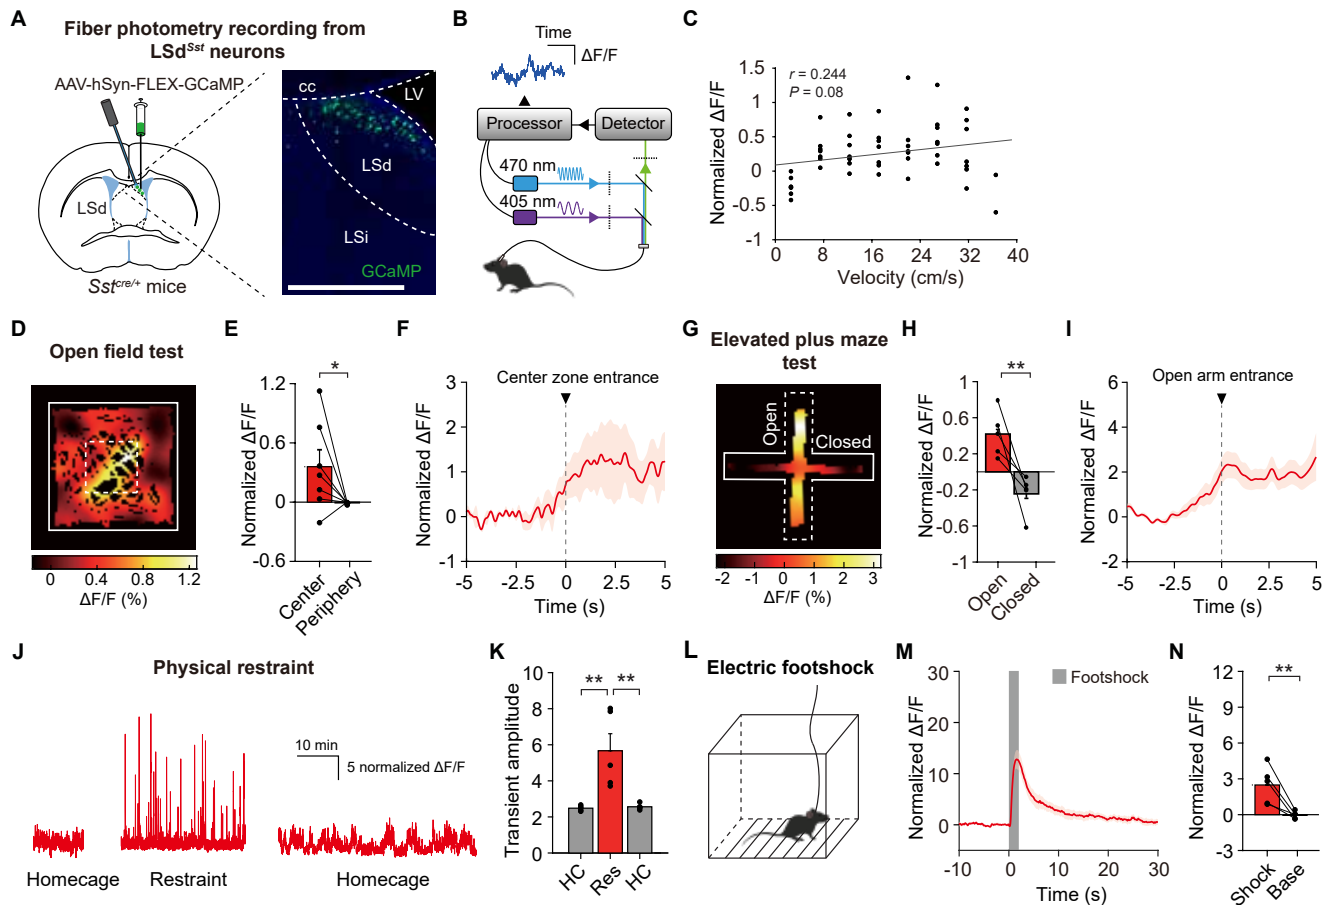 A
Fiber photometry recording from
LSd^Sst neurons
AAV-hSyn-FLEX-GCaMP
LSd
Sst^cre/+ mice
cc
LV
LSd
LSi
GCaMP
B
Time
ΔF/F
Processor
Detector
470 nm
405 nm
C
r = 0.244
P = 0.08
Normalized ΔF/F
1.5
1
0.5
0
-0.5
-1
0 8 16 24 32 40
Velocity (cm/s)
D
Open field test
0 0.4 0.8 1.2
ΔF/F (%)
E
*
Normalized ΔF/F
1.2
0.6
0
-0.6
Center
Periphery
F
Center zone entrance
Normalized ΔF/F
3
2
1
0
-1
-5 -2.5 0 2.5 5
Time (s)
G
Elevated plus maze
test
Open
Closed
-2 -1 0 1 2 3
ΔF/F (%)
H
**
Normalized ΔF/F
1
0.6
0.2
-0.2
-0.6
-1
Open
Closed
I
Open arm entrance
Normalized ΔF/F
6
4
2
0
-2
-5 -2.5 0 2.5 5
Time (s)
J
Physical restraint
10 min
5 normalized ΔF/F
Homecage
Restraint
Homecage
K
** **
Transient amplitude
10
8
6
4
2
0
HC
Res
HC
L
Electric footshock
M
Footshock
Normalized ΔF/F
30
20
10
0
-10 0 10 20 30
Time (s)
N
**
Normalized ΔF/F
12
9
6
3
0
-3
Shock
Base